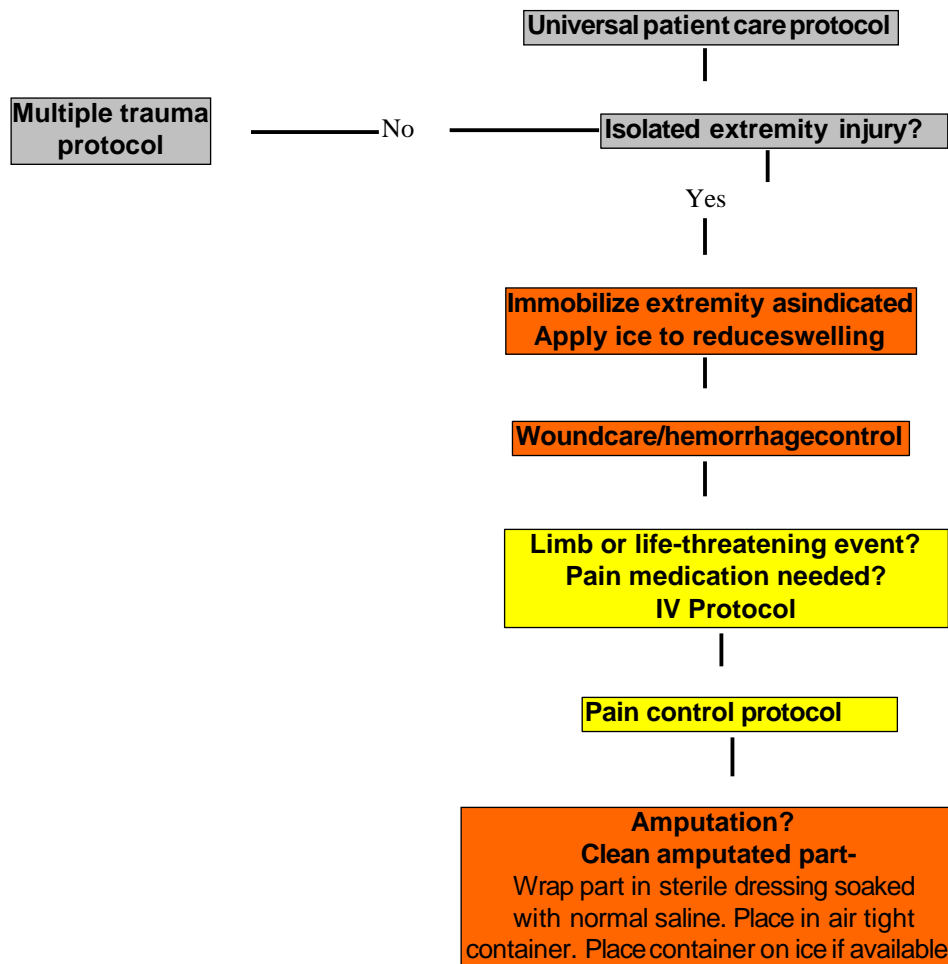 Universal patient care protocol
Multiple trauma
protocol
No
Isolated extremity injury?
Yes
Immobilize extremity asindicated
Apply ice to reduceswelling
Woundcare/hemorrhagecontrol
Limb or life-threatening event?
Pain medication needed?
IV Protocol
Pain control protocol
Amputation?
Clean amputated part-
Wrap part in sterile dressing soaked
with normal saline. Place in air tight
container. Place container on ice if available